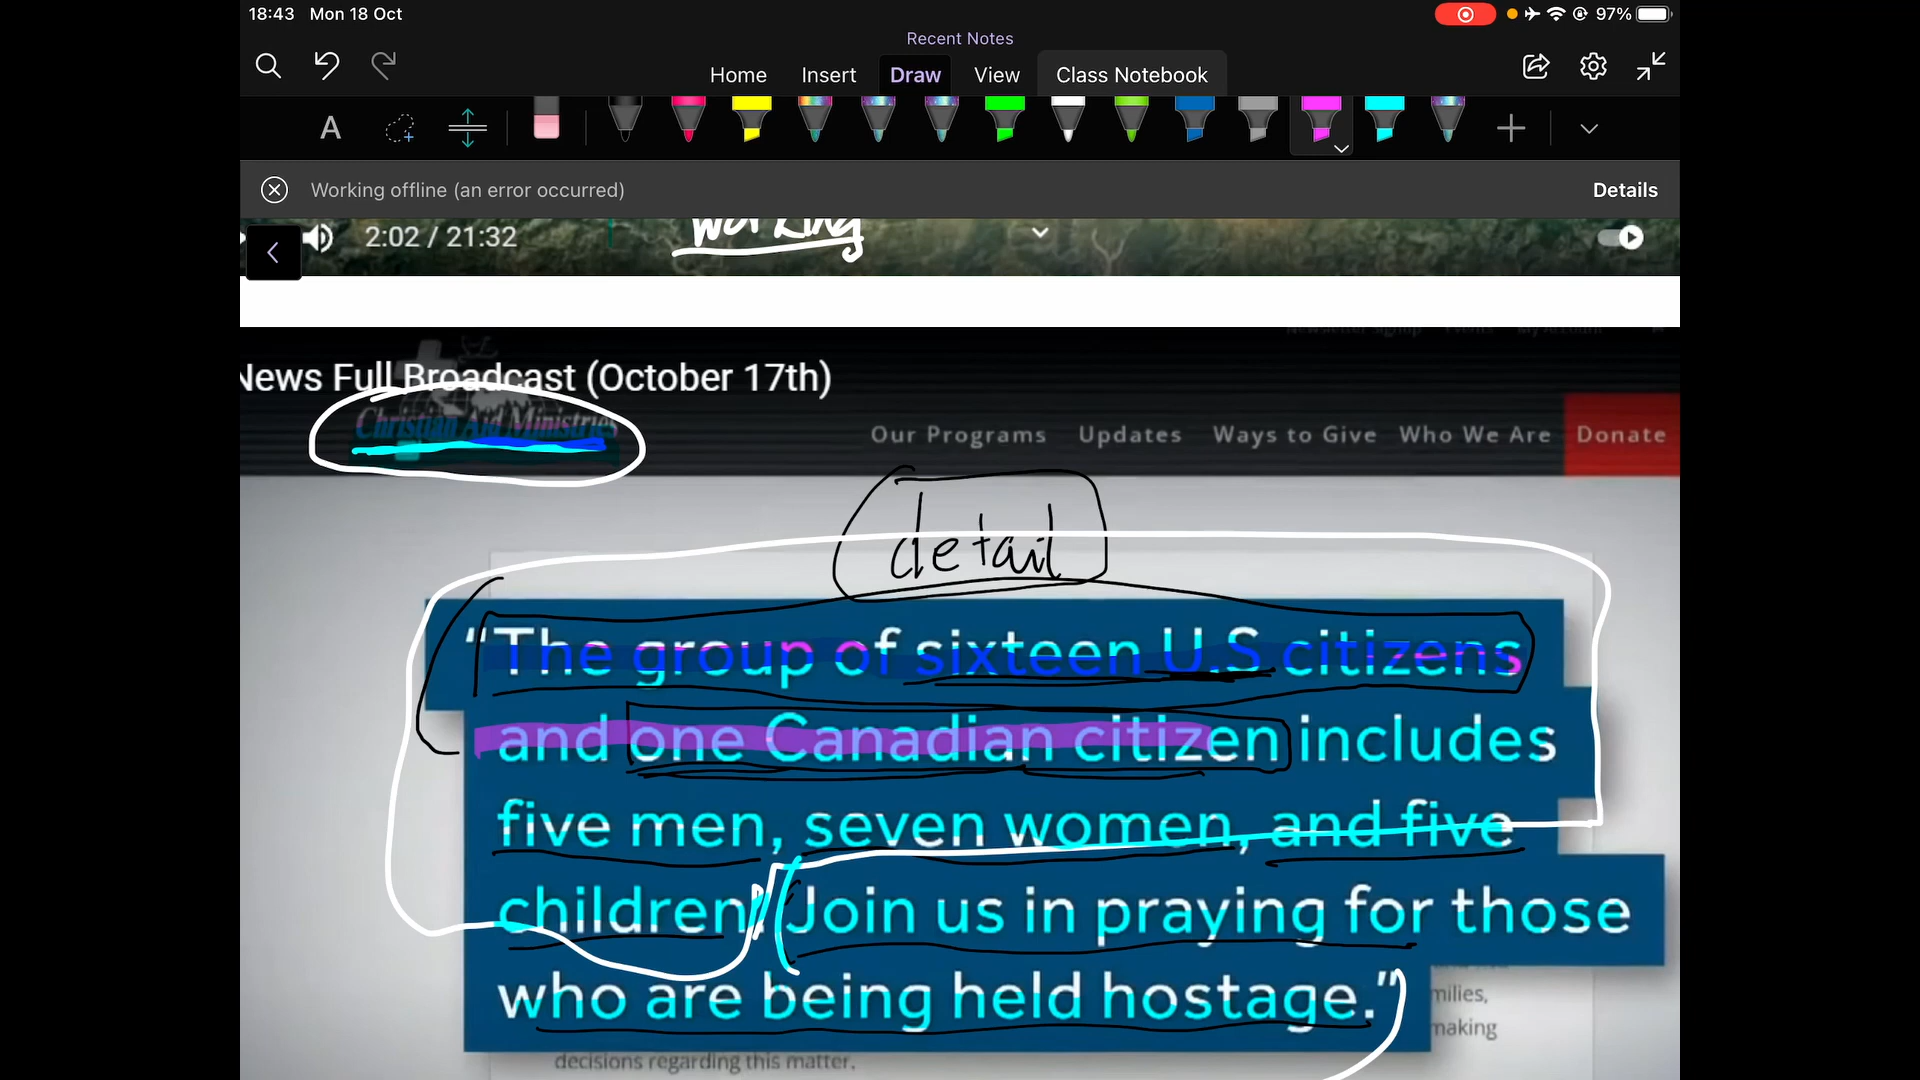 18:43 Mon 18 Oct
97%
Recent Notes
Home Insert Draw View Class Notebook
A
Working offline (an error occurred) Details
2:02 / 21:32
working
News Full Broadcast (October 17th)
Christian Aid Ministries
Our Programs Updates Ways to Give Who We Are Donate
detail
“The group of sixteen U.S citizens
and one Canadian citizen includes
five men, seven women, and five
children. Join us in praying for those
who are being held hostage.”
milies,
making
decisions regarding this matter.